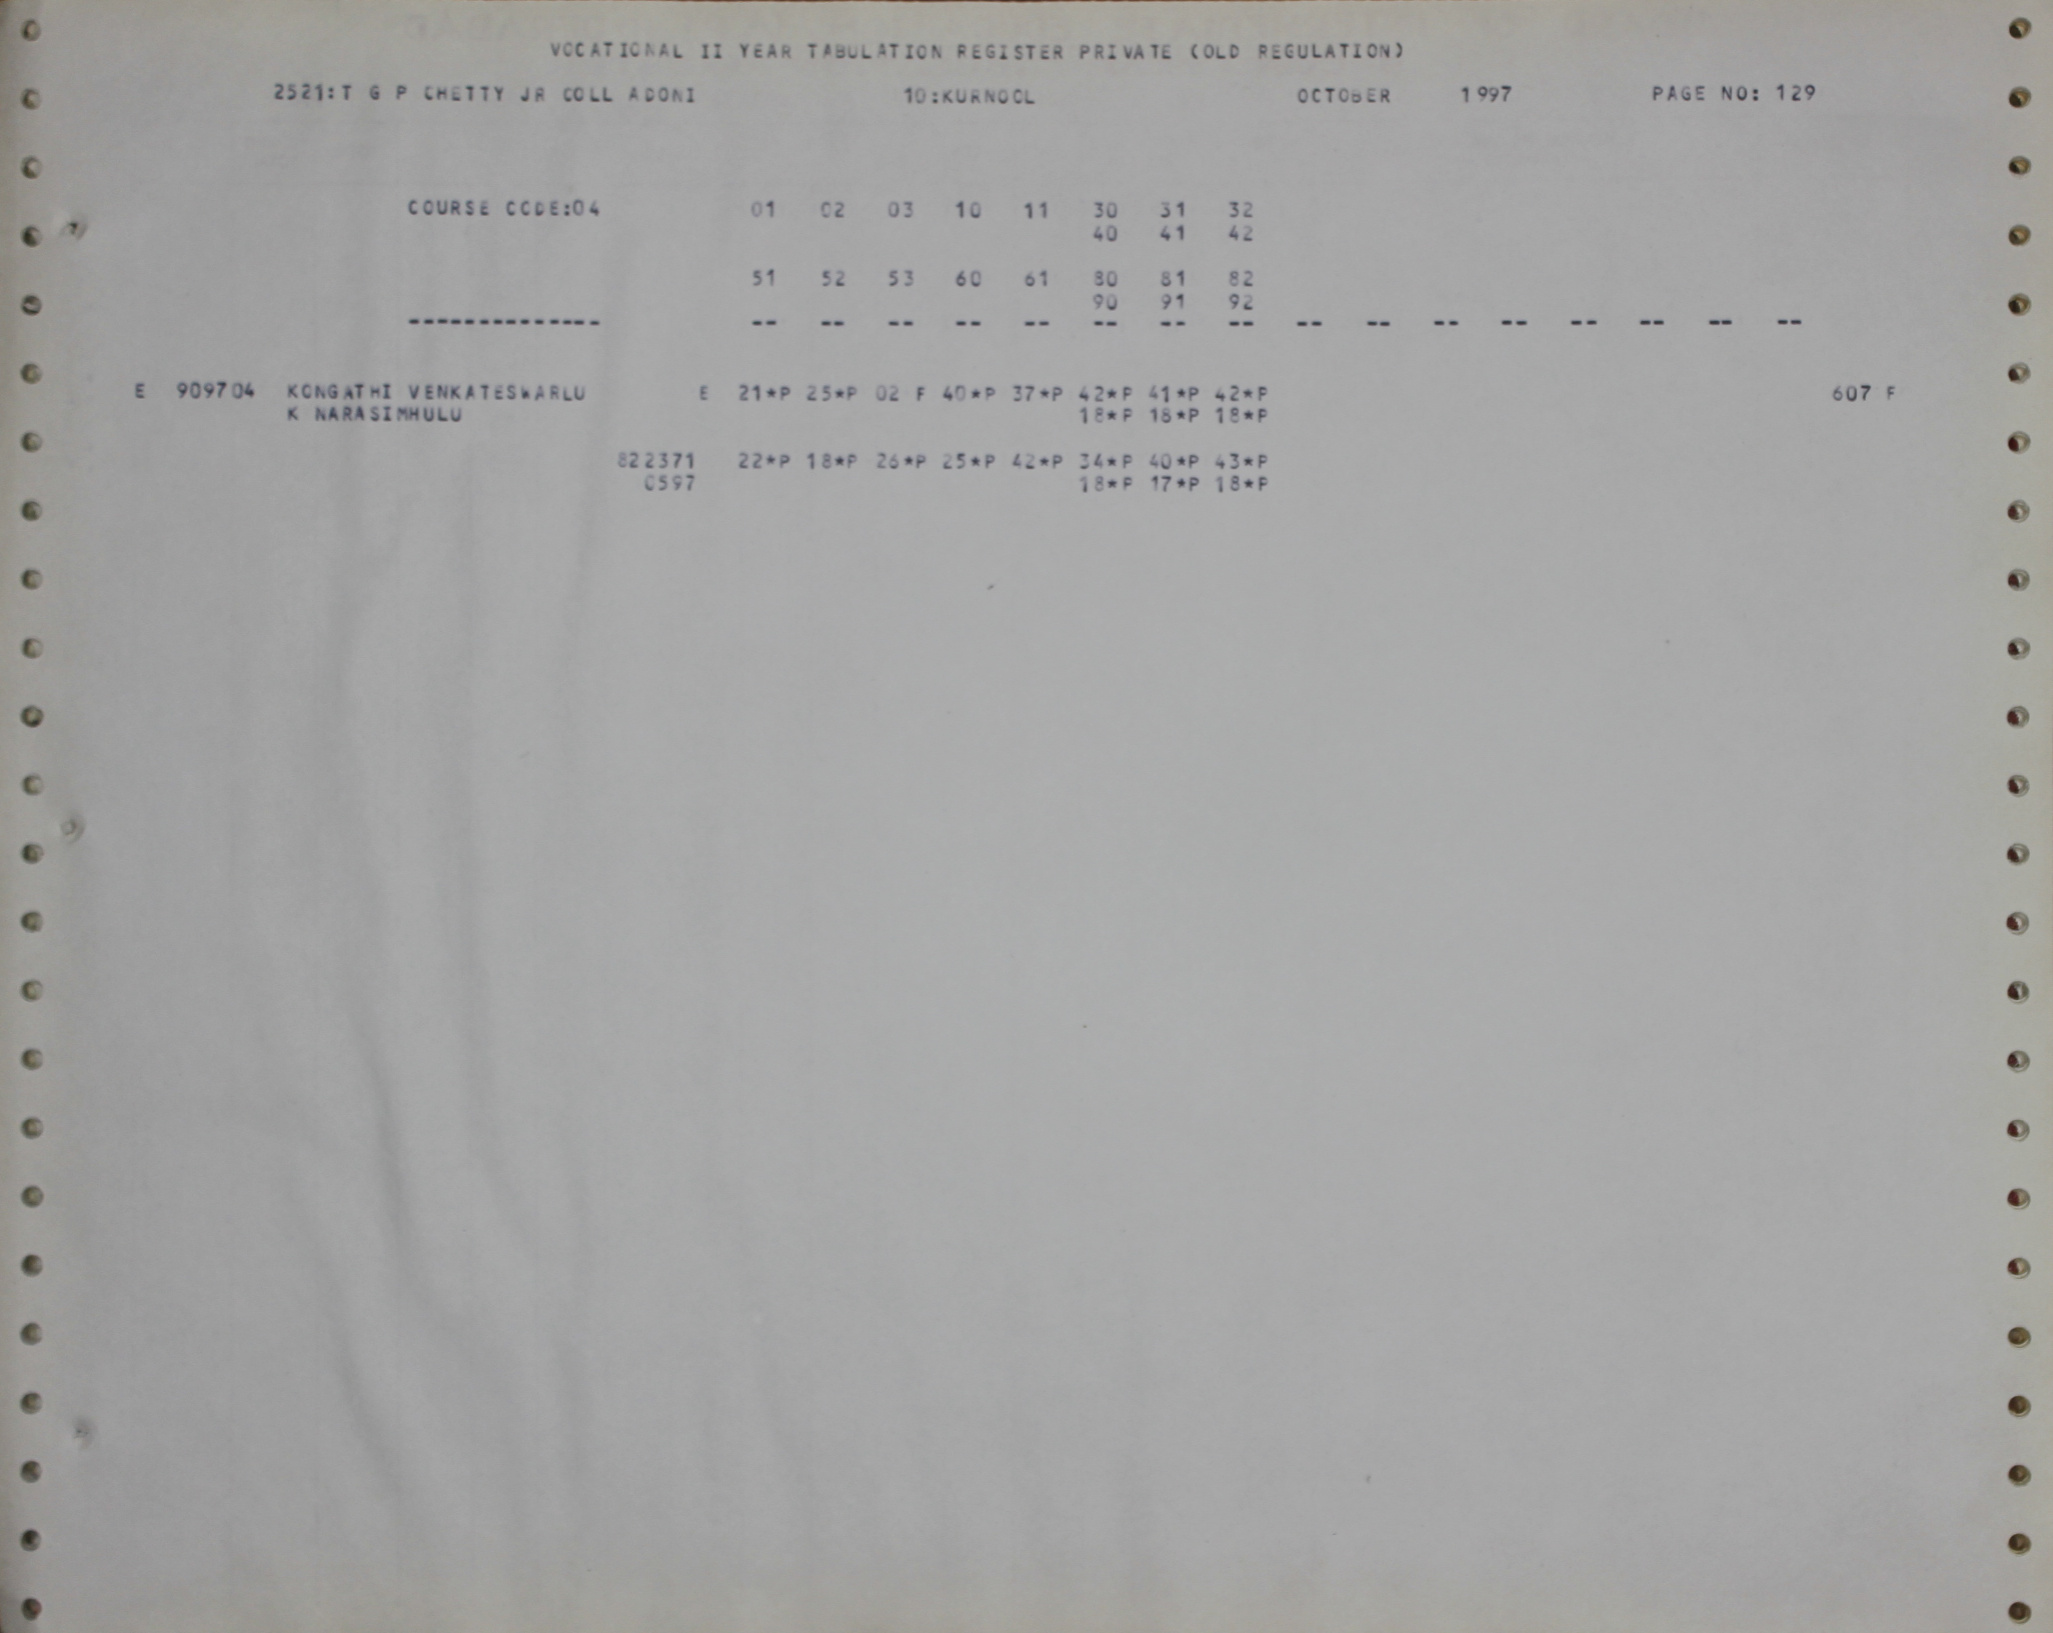 VOCATIONAL II YEAR TABULATION REGISTER PRIVATE (OLD REGULATION)
2521:T G P CHETTY JR COLL ADONI 10:KURNOOL OCTOBER 1997 PAGE NO: 129
COURSE CODE:04 01 02 03 10 11 30 31 32
40 41 42
51 52 53 60 61 80 81 82
90 91 92
-------------- -- -- -- -- -- -- -- -- -- -- -- -- -- -- -- --
E 909704 KONGATHI VENKATESWARLU E 21*P 25*P 02 F 40*P 37*P 42*P 41*P 42*P 607 F
K NARASIMHULU 18*P 18*P 18*P
822371 22*P 18*P 26*P 25*P 42*P 34*P 40*P 43*P
0597 18*P 17*P 18*P